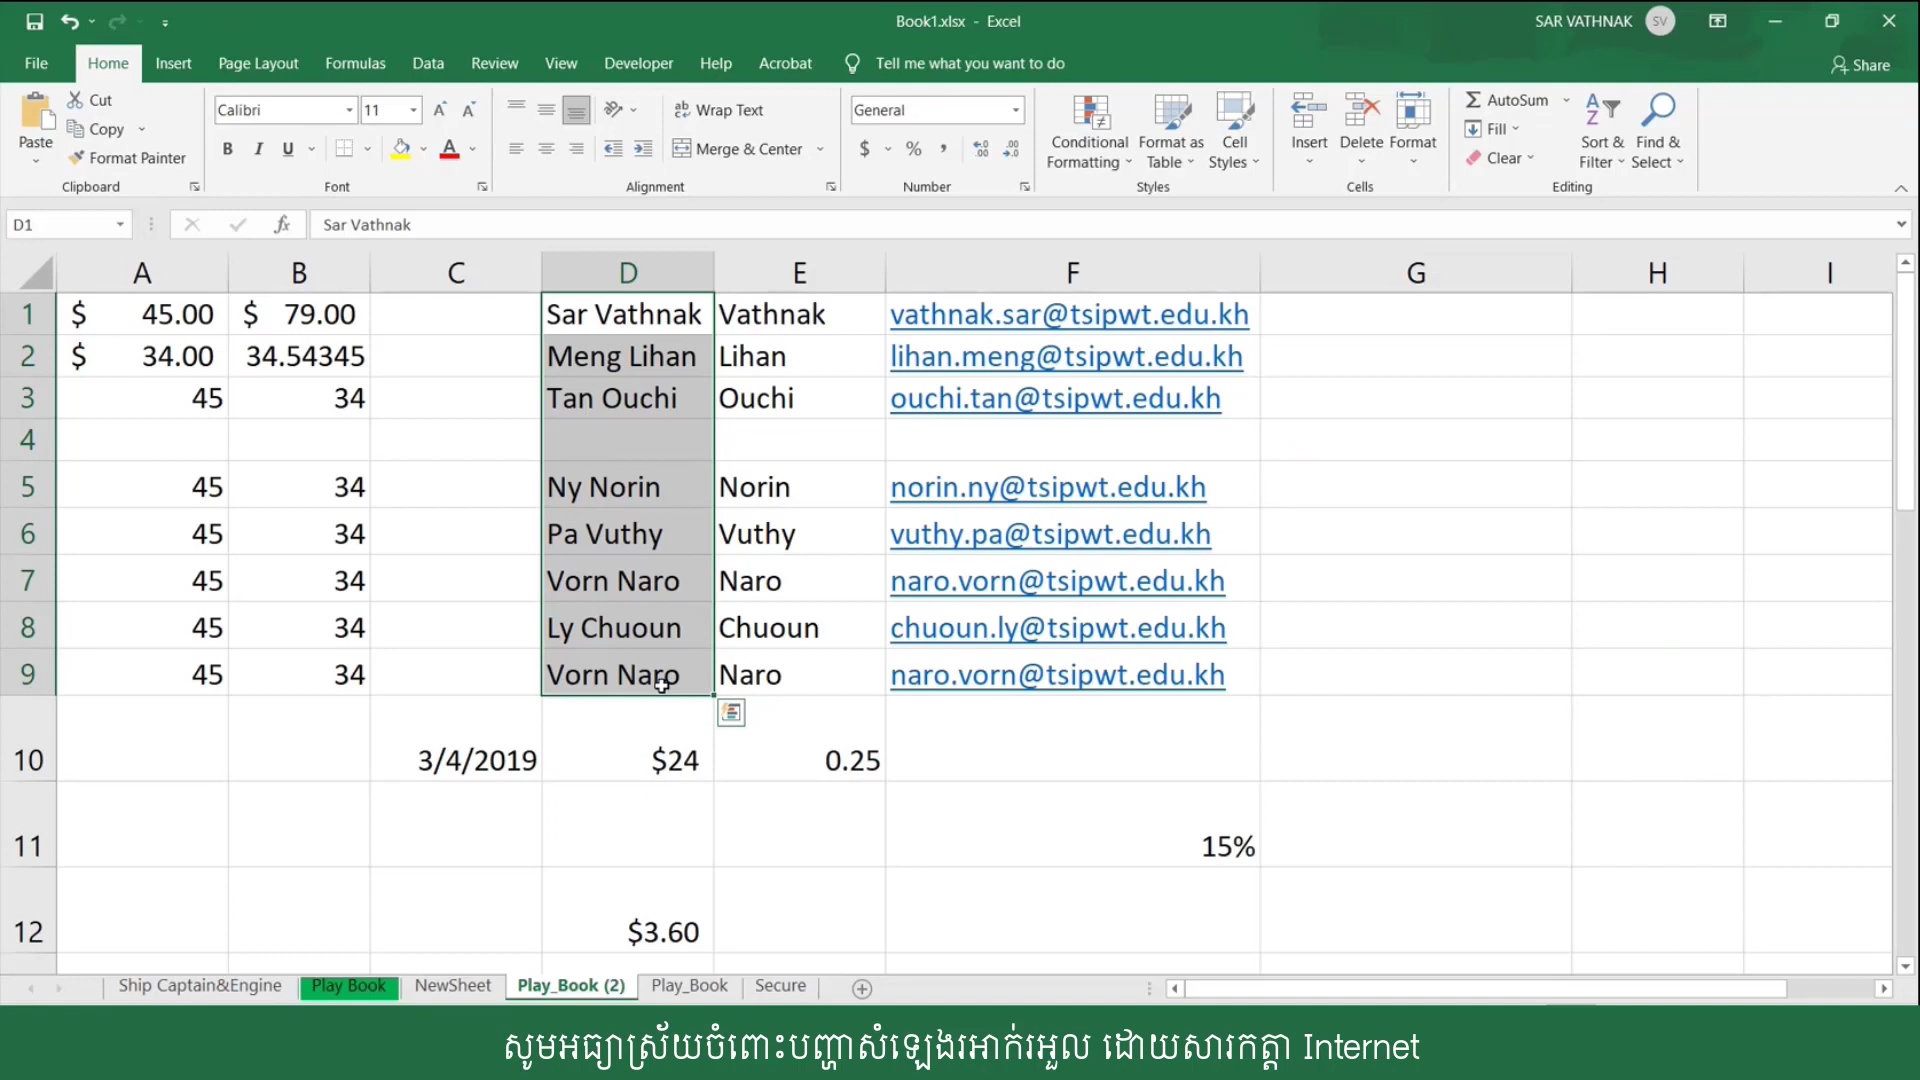 Book1.xlsx - Excel
SAR VATHNAK SV
File Home Insert Page Layout Formulas Data Review View Developer Help Acrobat Tell me what you want to do Share
Paste Cut Copy Format Painter
Clipboard
Calibri 11
B I U A
Font
Wrap Text
Merge & Center
Alignment
General
$ % ,
Number
Conditional Formatting Format as Table Cell Styles
Styles
Insert Delete Format
Cells
AutoSum Fill Clear
Sort & Filter Find & Select
Editing
D1 fx Sar Vathnak
A B C D E F G H I
1 $ 45.00 $ 79.00 Sar Vathnak Vathnak vathnak.sar@tsipwt.edu.kh
2 $ 34.00 34.54345 Meng Lihan Lihan lihan.meng@tsipwt.edu.kh
3 45 34 Tan Ouchi Ouchi ouchi.tan@tsipwt.edu.kh
4
5 45 34 Ny Norin Norin norin.ny@tsipwt.edu.kh
6 45 34 Pa Vuthy Vuthy vuthy.pa@tsipwt.edu.kh
7 45 34 Vorn Naro Naro naro.vorn@tsipwt.edu.kh
8 45 34 Ly Chuoun Chuoun chuoun.ly@tsipwt.edu.kh
9 45 34 Vorn Naro Naro naro.vorn@tsipwt.edu.kh
10 3/4/2019 $24 0.25
11 15%
12 $3.60
Ship Captain&Engine Play Book NewSheet Play_Book (2) Play_Book Secure
សូមអធ្យាស្រ័យចំពោះបញ្ហាសំឡេងរអាក់រអួល ដោយសារកត្តា Internet